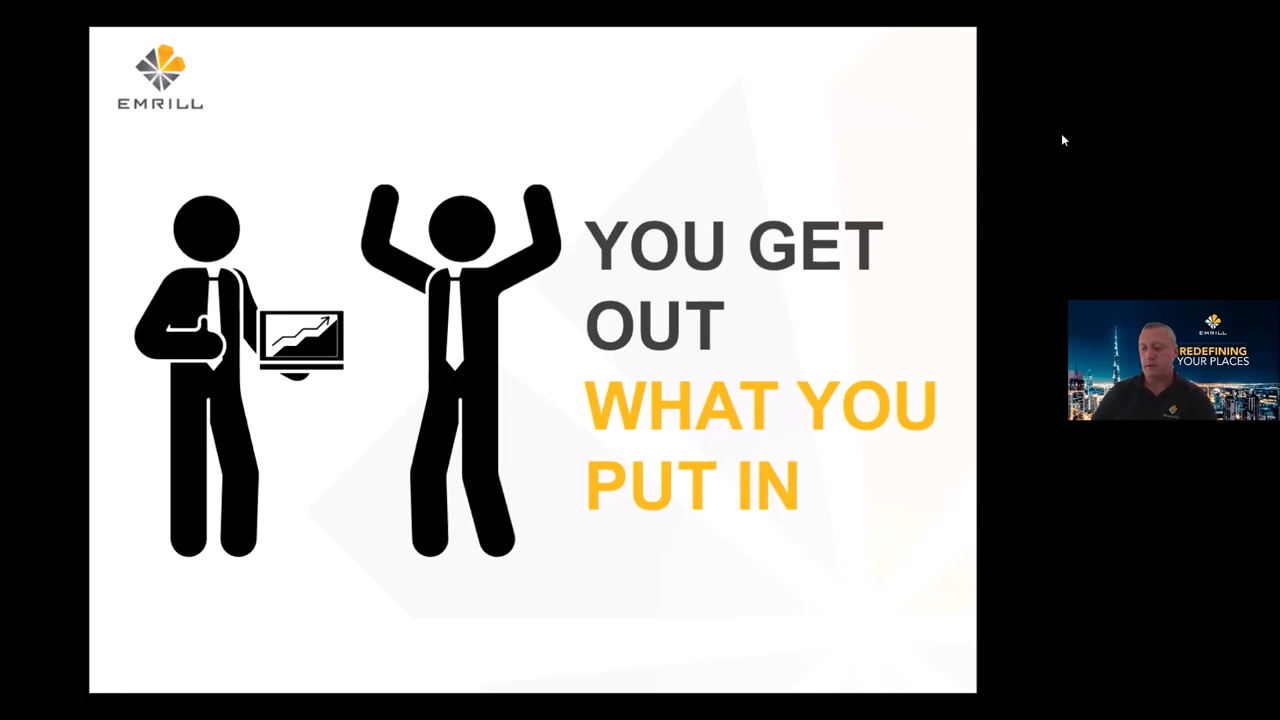 EMRILL
YOU GET
OUT
WHAT YOU
PUT IN
EMRILL
REDEFINING
YOUR PLACES